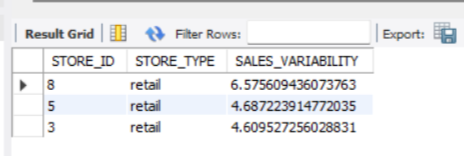 Result Grid Filter Rows: Export:
STORE_ID STORE_TYPE SALES_VARIABILITY
8 retail 6.575609436073763
5 retail 4.687223914772035
3 retail 4.609527256028831